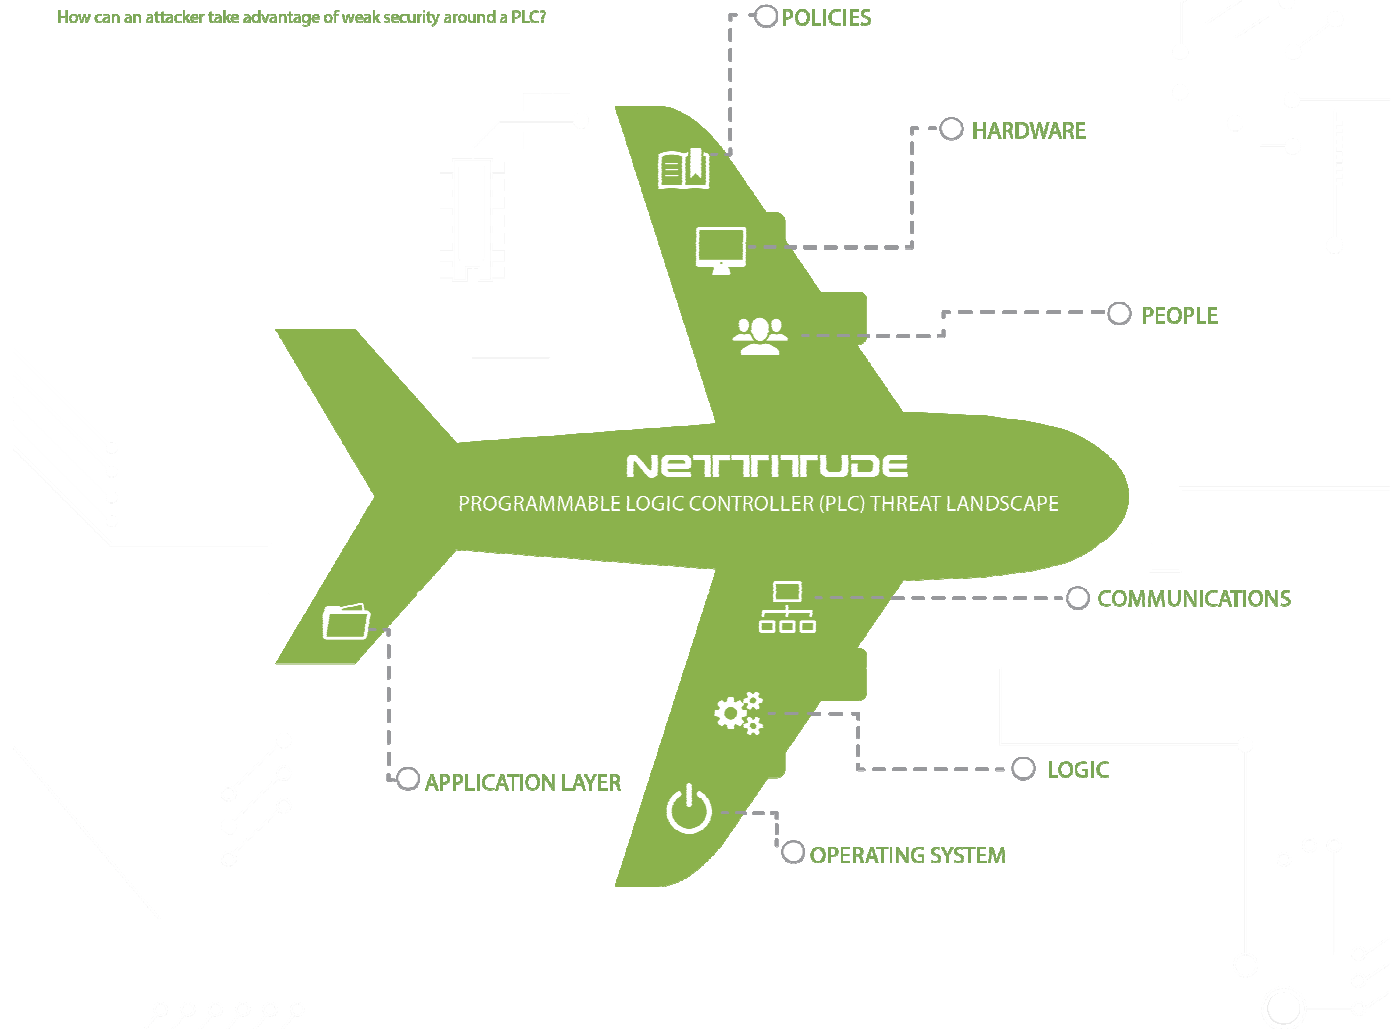 How can an attacker take advantage of weak security around a PLC?
POLICIES
HARDWARE
PEOPLE
NETTITUDE
PROGRAMMABLE LOGIC CONTROLLER (PLC) THREAT LANDSCAPE
COMMUNICATIONS
LOGIC
APPLICATION LAYER
OPERATING SYSTEM